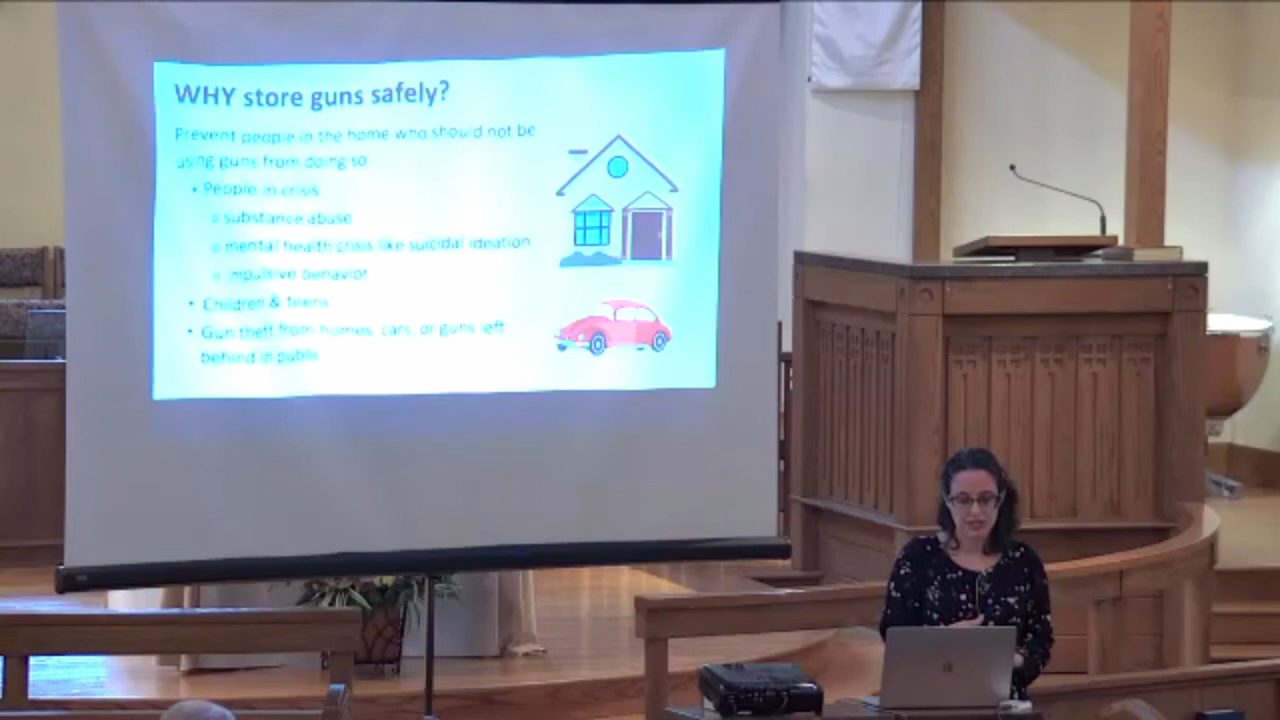 WHY store guns safely?
Prevent people in the home who should not be
using guns from doing so
• People in crisis
o substance abuse
o mental health crisis like suicidal ideation
o impulsive behavior
• Children & teens
• Gun theft from homes, cars, or guns left
behind in public